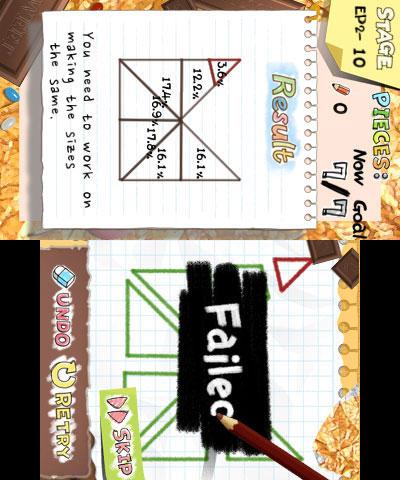 STAGE
EP2-10
PIECES:
0
Now Goal
7/7
Result
3.6%
12.2%
16.1%
17.4%
16.9%
17.8%
16.1%
You need to work on
making the sizes
the same.
Failed
SKIP
UNDO
RETRY